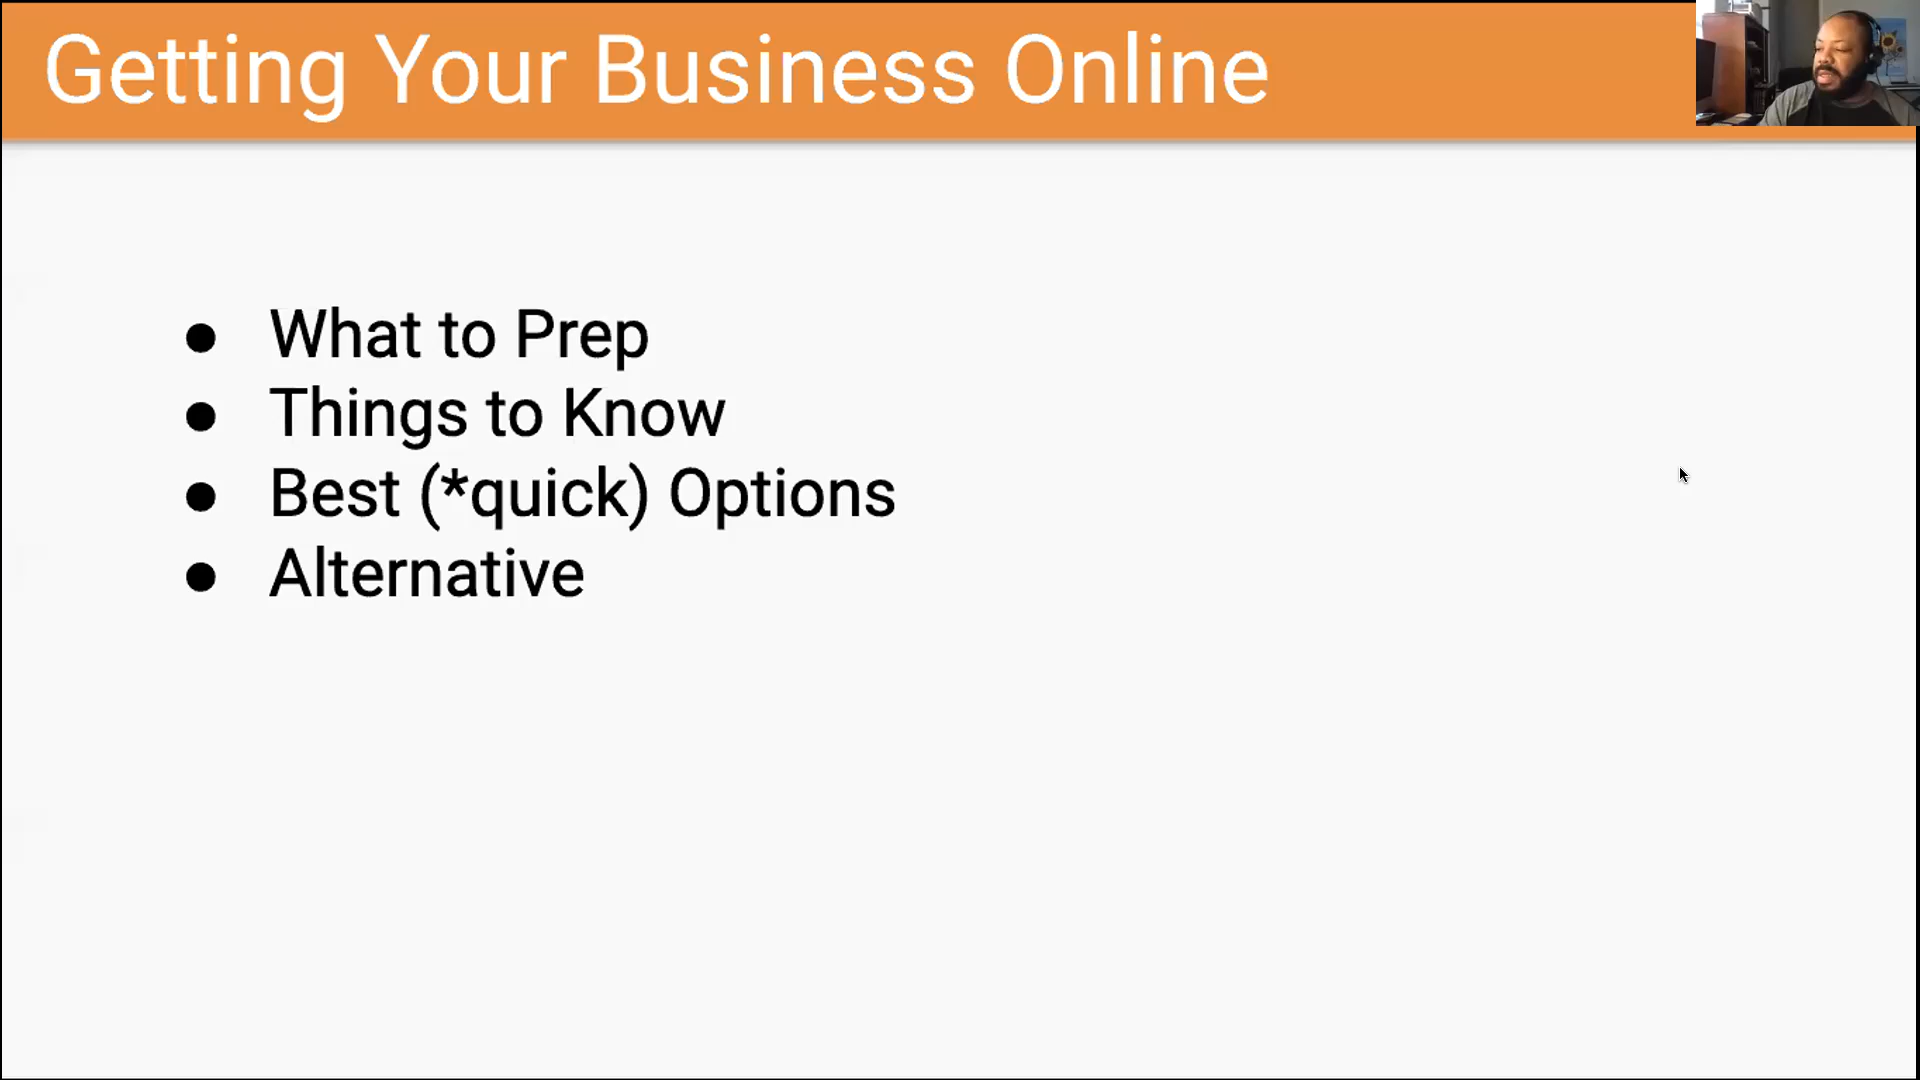 Getting Your Business Online
● What to Prep
● Things to Know
● Best (*quick) Options
● Alternative